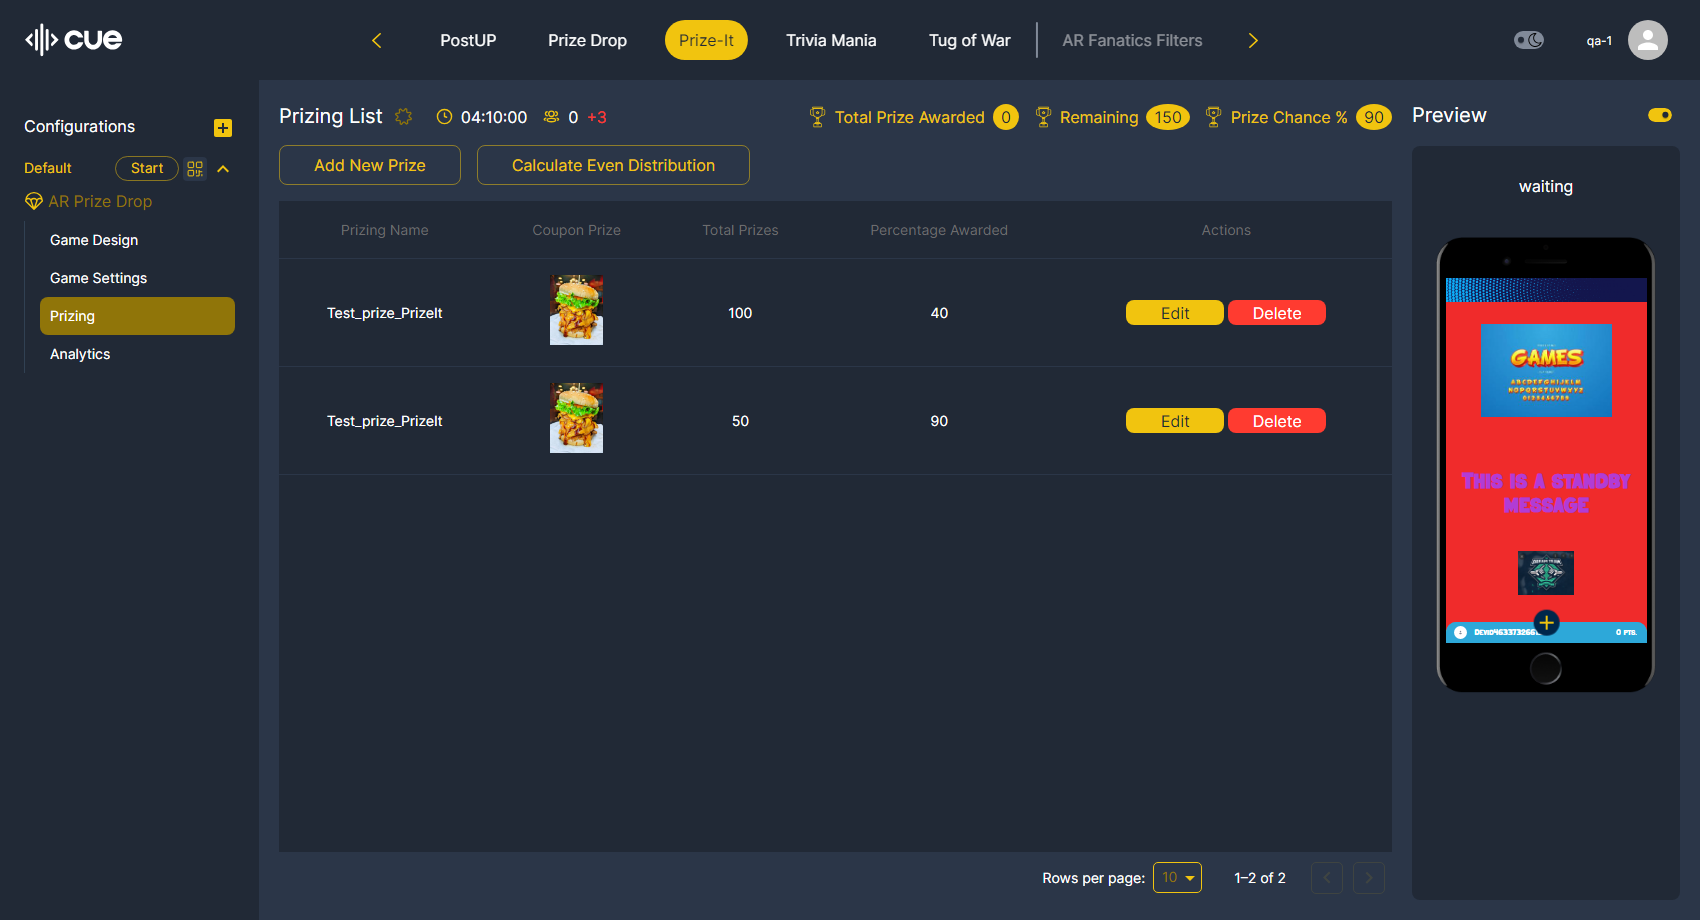 cue
PostUP
Prize Drop
Prize-It
Trivia Mania
Tug of War
AR Fanatics Filters
qa-1
Configurations
Default
Start
AR Prize Drop
Game Design
Game Settings
Prizing
Analytics
Prizing List
04:10:00
0
+3
Total Prize Awarded 0
Remaining 150
Prize Chance % 90
Add New Prize
Calculate Even Distribution
Prizing Name
Coupon Prize
Total Prizes
Percentage Awarded
Actions
Test_prize_PrizeIt
100
40
Edit
Delete
Test_prize_PrizeIt
50
90
Edit
Delete
Rows per page:
10
1–2 of 2
Preview
waiting
GAMES
ABCDEFGHIJKLM
NOPQRSTUVWXYZ
This is a standby
message
0 pts.